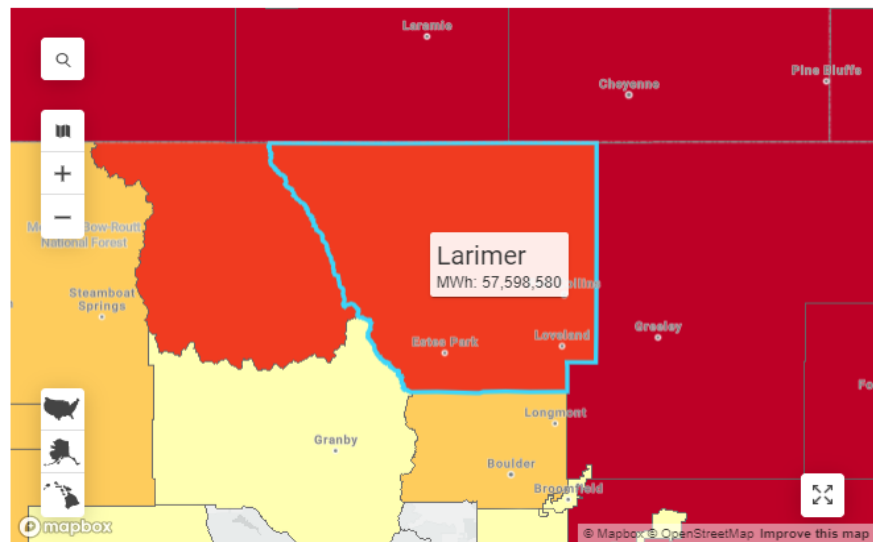 Laramie
Cheyenne
Pine Bluffs
Bow-Routt
National Forest
Steamboat
Springs
Larimer
MWh: 57,598,580
Estes Park
Loveland
Greeley
Longmont
Granby
Boulder
Broomfield
Fo
mapbox
© Mapbox © OpenStreetMap Improve this map